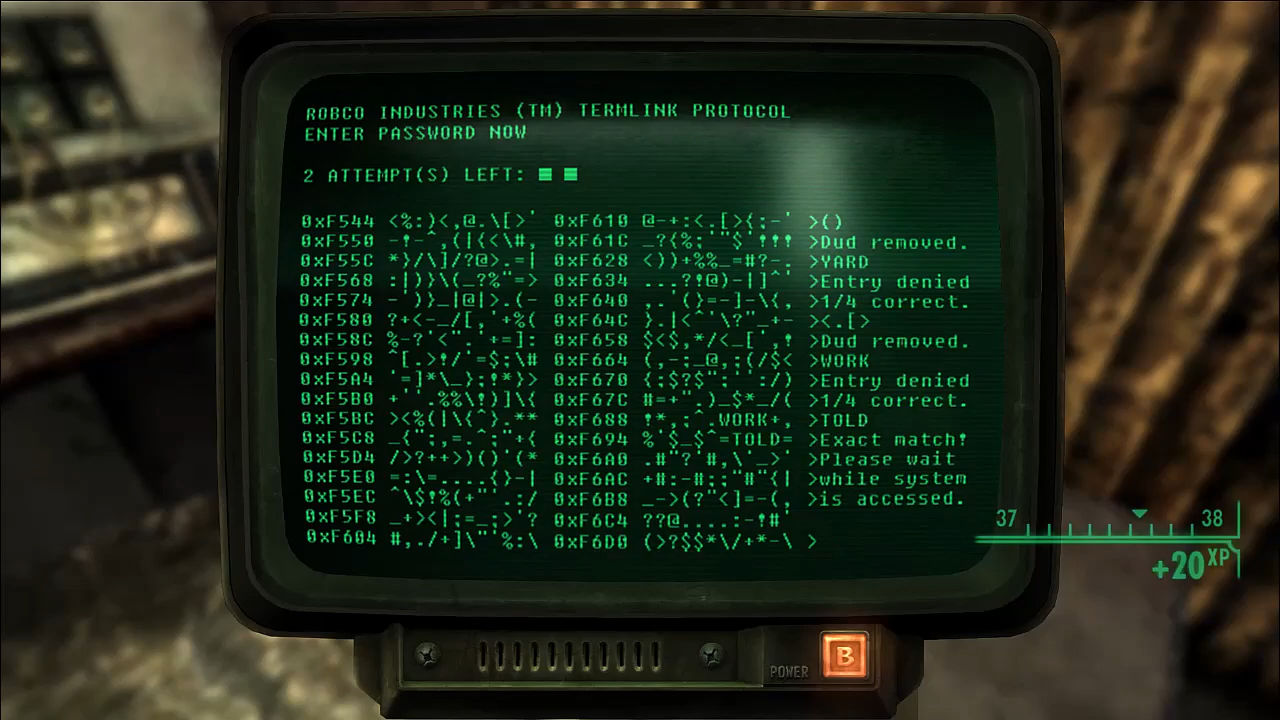 ROBCO INDUSTRIES (TM) TERMLINK PROTOCOL
ENTER PASSWORD NOW
2 ATTEMPT(S) LEFT:
0xF544 <%:)<,@.\[>' 0xF610 @-+:<.[>{;-' >()
0xF550 -!-^,(|{<\#, 0xF61C _?{%;'"$'!!! >Dud removed.
0xF55C *}/\]/?@>.=| 0xF628 <))+%%_=#?-. >YARD
0xF568 :|)}\(_?%"=> 0xF634 ..;?!@)-|]^' >Entry denied
0xF574 -')}_|@|>.(- 0xF640 ,.'(}=-]-\{, >1/4 correct.
0xF580 ?+<-_/[,'+%( 0xF64C }.|<^'\?"_+- ><.[>
0xF58C %-?'<".'+=]: 0xF658 $<$,*/<_[',! >Dud removed.
0xF598 ^[.>!/'=$;\# 0xF664 (,-;_@,;(/$< >WORK
0xF5A4 '=]*\_};!*}> 0xF670 {:$?$":'':/) >Entry denied
0xF5B0 +''.%%\!)]\{ 0xF67C #=+".)_$*_/( >1/4 correct.
0xF5BC ><%(|\{^}.** 0xF688 !*,;^.WORK+, >TOLD
0xF5C8 _{":,=.^;"+{ 0xF694 %'$_$^=TOLD= >Exact match!
0xF5D4 />?++>)()'(* 0xF6A0 .#"?'#,\'_>' >Please wait
0xF5E0 =:\=....{}-| 0xF6AC +#:-#:;"#"{| >while system
0xF5EC ^\$!%(+"'.:/ 0xF6B8 _->(?"<]=-(, >is accessed.
0xF5F8 _+><|;=_;>'? 0xF6C4 ??@....:-!#'
0xF604 #,./+]\"'%:\ 0xF6D0 (>?$$*\/+*-\ >
37 38
+20 XP
POWER
B